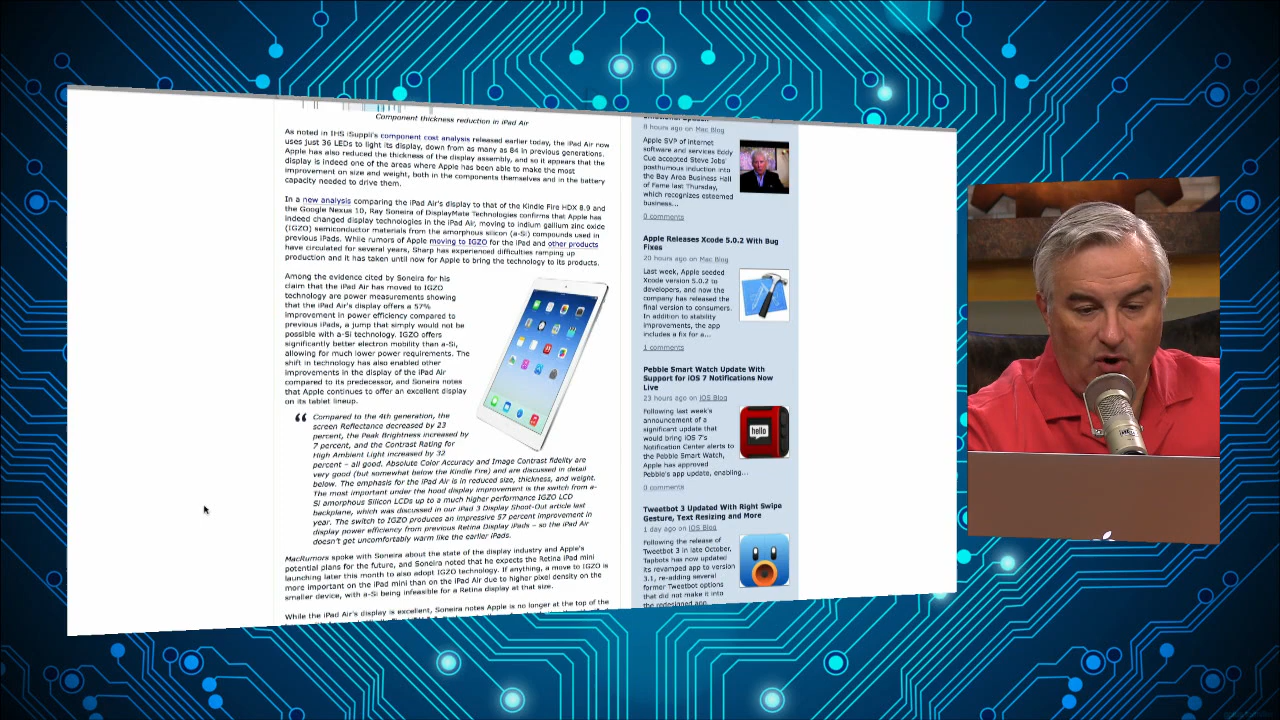 Component thickness reduction in iPad Air
As noted in IHS iSuppli's component cost analysis released earlier today, the iPad Air now
uses just 36 LEDs to light its display, down from as many as 84 in previous generations.
Apple has also reduced the thickness of the display assembly, and so it appears that the
display is indeed one of the areas where Apple has been able to make the most
improvement on size and weight, both in the components themselves and in the battery
capacity needed to drive them.
In a new analysis comparing the iPad Air's display to that of the Kindle Fire HDX 8.9 and
the Google Nexus 10, Ray Soneira of DisplayMate Technologies confirms that Apple has
indeed changed display technologies in the iPad Air, moving to indium gallium zinc oxide
(IGZO) semiconductor materials from the amorphous silicon (a-Si) compounds used in
previous iPads. While rumors of Apple moving to IGZO for the iPad and other products
have circulated for several years, Sharp has experienced difficulties ramping up
production and it has taken until now for Apple to bring the technology to its products.
Among the evidence cited by Soneira for his
claim that the iPad Air has moved to IGZO
technology are power measurements showing
that the iPad Air's display offers a 57%
improvement in power efficiency compared to
previous iPads, a jump that simply would not be
possible with a-Si technology. IGZO offers
significantly better electron mobility than a-Si,
allowing for much lower power requirements. The
shift in technology has also enabled other
improvements in the display of the iPad Air
compared to its predecessor, and Soneira notes
that Apple continues to offer an excellent display
on its tablet lineup.
“ Compared to the 4th generation, the
screen Reflectance decreased by 23
percent, the Peak Brightness increased by
7 percent, and the Contrast Rating for
High Ambient Light increased by 32
percent – all good. Absolute Color Accuracy and Image Contrast fidelity are
very good (but somewhat below the Kindle Fire) and are discussed in detail
below. The emphasis for the iPad Air is in reduced size, thickness, and weight.
The most important under the hood display improvement is the switch from a-
Si amorphous Silicon LCDs up to a much higher performance IGZO LCD
backplane, which was discussed in our iPad 3 Display Shoot-Out article last
year. The switch to IGZO produces an impressive 57 percent improvement in
display power efficiency from previous Retina Display iPads – so the iPad Air
doesn't get uncomfortably warm like the earlier iPads.
MacRumors spoke with Soneira about the state of the display industry and Apple's
potential plans for the future, and Soneira noted that he expects the Retina iPad mini
launching later this month to also adopt IGZO technology. If anything, a move to IGZO is
more important on the iPad mini than on the iPad Air due to higher pixel density on the
smaller device, with a-Si being infeasible for a Retina display at that size.
While the iPad Air's display is excellent, Soneira notes Apple is no longer at the top of the
8 hours ago on Mac Blog
Apple SVP of internet
software and services Eddy
Cue accepted Steve Jobs'
posthumous induction into
the Bay Area Business Hall
of Fame last Thursday,
which recognizes esteemed
business...
0 comments
Apple Releases Xcode 5.0.2 With Bug
Fixes
20 hours ago on Mac Blog
Last week, Apple seeded
Xcode version 5.0.2 to
developers, and now the
company has released the
final version to consumers.
In addition to stability
improvements, the app
includes a fix for a...
1 comments
Pebble Smart Watch Update With
Support for iOS 7 Notifications Now
Live
23 hours ago on iOS Blog
Following last week's
announcement of a
significant update that
would bring iOS 7's
Notification Center alerts to
the Pebble Smart Watch,
Apple has approved
Pebble's app update, enabling...
hello
0 comments
Tweetbot 3 Updated With Right Swipe
Gesture, Text Resizing and More
1 day ago on iOS Blog
Following the release of
Tweetbot 3 in late October,
Tapbots has now updated
its revamped app to version
3.1, re-adding several
former Tweetbot options
that did not make it into
the redesigned app.